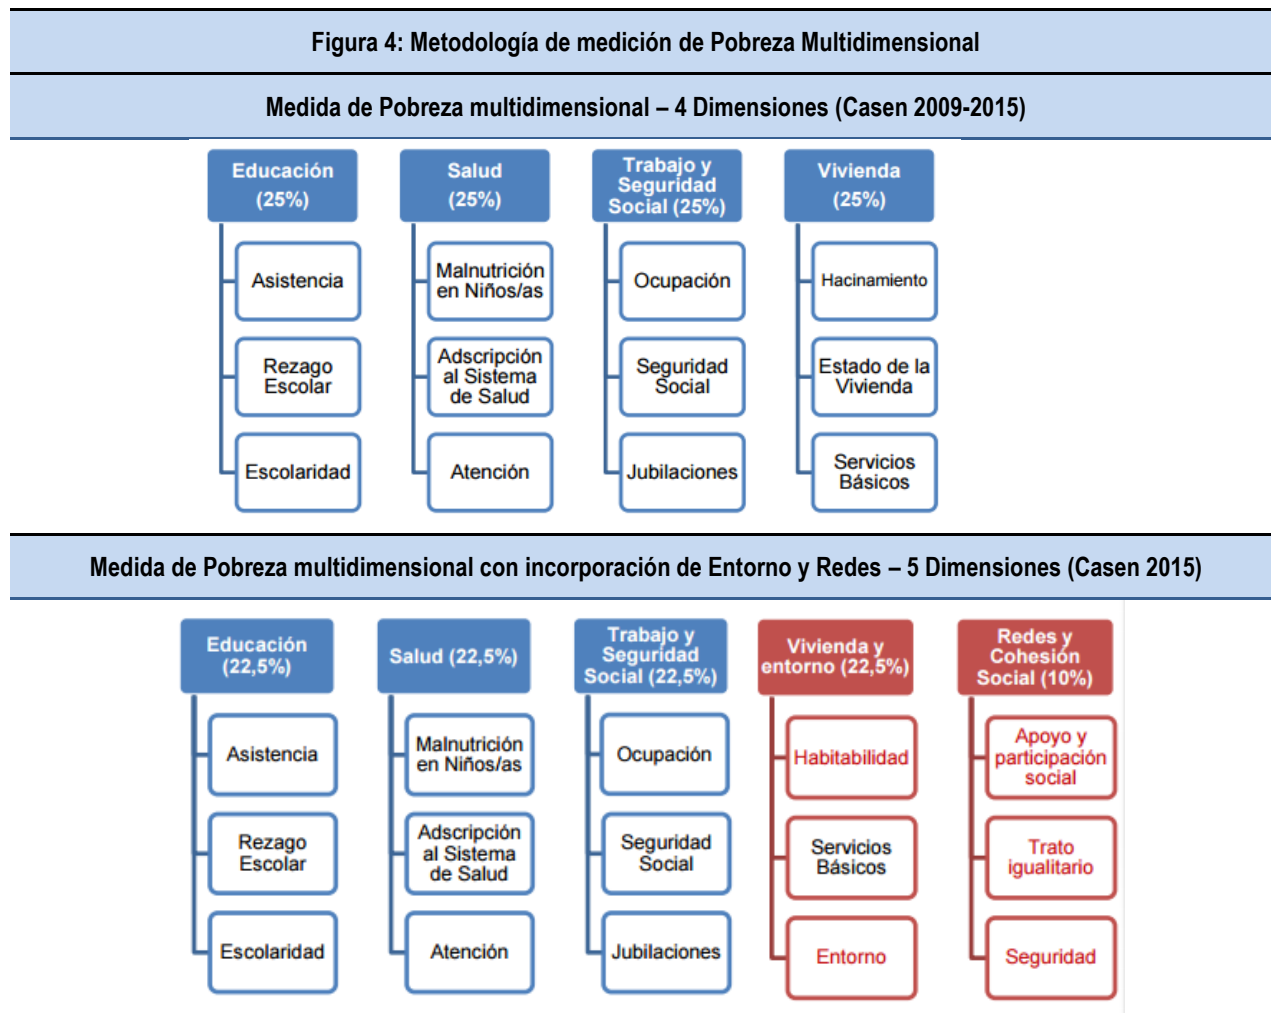 Figura 4: Metodología de medición de Pobreza Multidimensional
Medida de Pobreza multidimensional – 4 Dimensiones (Casen 2009-2015)
Educación
(25%)
Asistencia
Rezago
Escolar
Escolaridad
Salud
(25%)
Malnutrición
en Niños/as
Adscripción
al Sistema
de Salud
Atención
Trabajo y
Seguridad
Social (25%)
Ocupación
Seguridad
Social
Jubilaciones
Vivienda
(25%)
Hacinamiento
Estado de la
Vivienda
Servicios
Básicos
Medida de Pobreza multidimensional con incorporación de Entorno y Redes – 5 Dimensiones (Casen 2015)
Educación
(22,5%)
Asistencia
Rezago
Escolar
Escolaridad
Salud (22,5%)
Malnutrición
en Niños/as
Adscripción
al Sistema
de Salud
Atención
Trabajo y
Seguridad
Social (22,5%)
Ocupación
Seguridad
Social
Jubilaciones
Vivienda y
entorno (22,5%)
Habitabilidad
Servicios
Básicos
Entorno
Redes y
Cohesión
Social (10%)
Apoyo y
participación
social
Trato
igualitario
Seguridad